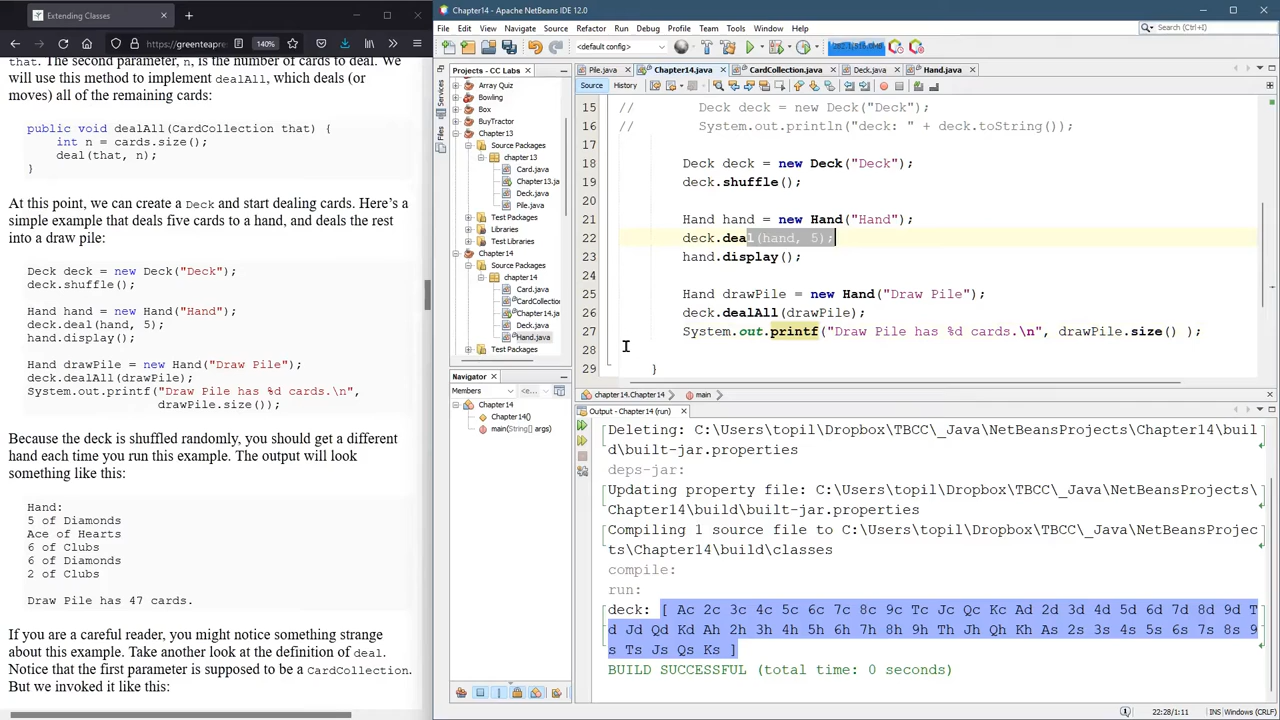 Extending Classes
https://greenteapre
140%
that. The second parameter, n, is the number of cards to deal. We
will use this method to implement dealAll, which deals (or
moves) all of the remaining cards:
public void dealAll(CardCollection that) {
int n = cards.size();
deal(that, n);
}
At this point, we can create a Deck and start dealing cards. Here's a
simple example that deals five cards to a hand, and deals the rest
into a draw pile:
Deck deck = new Deck("Deck");
deck.shuffle();
Hand hand = new Hand("Hand");
deck.deal(hand, 5);
hand.display();
Hand drawPile = new Hand("Draw Pile");
deck.dealAll(drawPile);
System.out.printf("Draw Pile has %d cards.\n",
drawPile.size());
Because the deck is shuffled randomly, you should get a different
hand each time you run this example. The output will look
something like this:
Hand:
5 of Diamonds
Ace of Hearts
6 of Clubs
6 of Diamonds
2 of Clubs
Draw Pile has 47 cards.
If you are a careful reader, you might notice something strange
about this example. Take another look at the definition of deal.
Notice that the first parameter is supposed to be a CardCollection.
But we invoked it like this:
Chapter14 - Apache NetBeans IDE 12.0
File Edit View Navigate Source Refactor Run Debug Profile Team Tools Window Help
Search (Ctrl+I)
<default config>
Projects - CC Labs
Services
Files
Array Quiz
Bowling
Box
BuyTractor
Chapter13
Source Packages
chapter13
Card.java
Chapter13.ja
Deck.java
Pile.java
Test Packages
Libraries
Test Libraries
Chapter14
Source Packages
chapter14
Card.java
CardCollectio
Chapter14.ja
Deck.java
Hand.java
Test Packages
Navigator
Members
<e...
Chapter14
Chapter14()
main(String[] args)
Pile.java Chapter14.java CardCollection.java Deck.java Hand.java
Source History
15 // Deck deck = new Deck("Deck");
16 // System.out.println("deck: " + deck.toString());
17
18 Deck deck = new Deck("Deck");
19 deck.shuffle();
20
21 Hand hand = new Hand("Hand");
22 deck.deal(hand, 5);
23 hand.display();
24
25 Hand drawPile = new Hand("Draw Pile");
26 deck.dealAll(drawPile);
27 System.out.printf("Draw Pile has %d cards.\n", drawPile.size() );
28
29 }
chapter14.Chapter14 main
Output - Chapter14 (run)
Deleting: C:\Users\topil\Dropbox\TBCC\_Java\NetBeansProjects\Chapter14\buil
d\built-jar.properties
deps-jar:
Updating property file: C:\Users\topil\Dropbox\TBCC\_Java\NetBeansProjects\
Chapter14\build\built-jar.properties
Compiling 1 source file to C:\Users\topil\Dropbox\TBCC\_Java\NetBeansProjec
ts\Chapter14\build\classes
compile:
run:
deck: [ Ac 2c 3c 4c 5c 6c 7c 8c 9c Tc Jc Qc Kc Ad 2d 3d 4d 5d 6d 7d 8d 9d T
d Jd Qd Kd Ah 2h 3h 4h 5h 6h 7h 8h 9h Th Jh Qh Kh As 2s 3s 4s 5s 6s 7s 8s 9
s Ts Js Qs Ks ]
BUILD SUCCESSFUL (total time: 0 seconds)
22:28/1:11 INS Windows (CRLF)